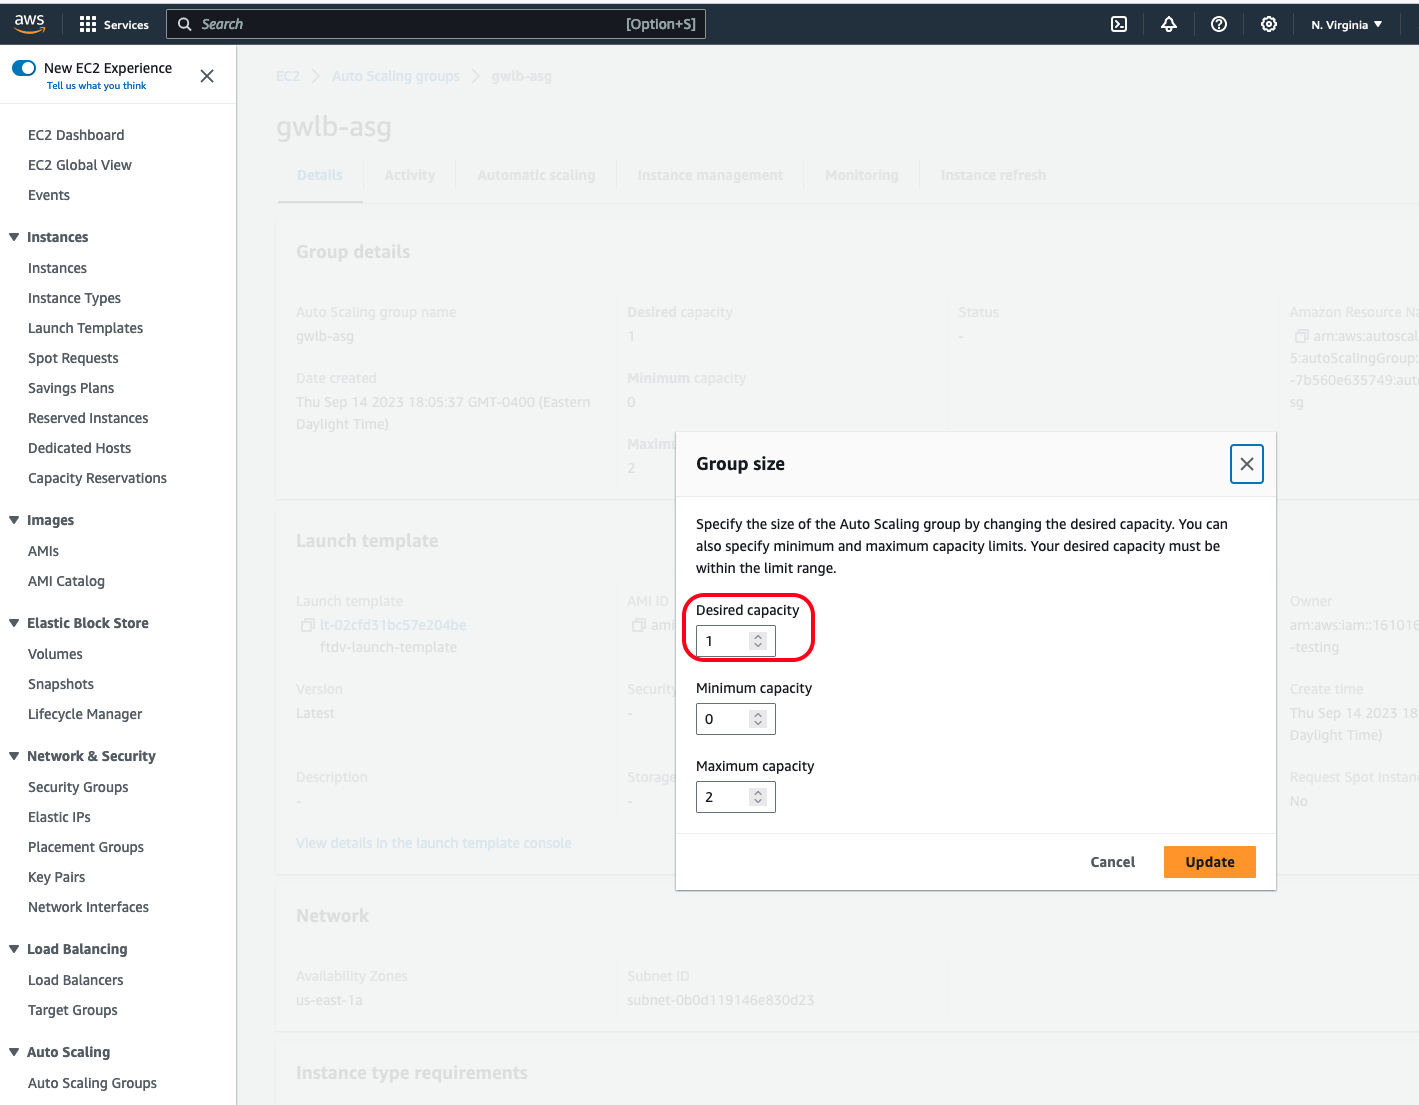 aws
Services
Search
[Option+S]
N. Virginia
New EC2 Experience
Tell us what you think
EC2 Dashboard
EC2 Global View
Events
Instances
Instances
Instance Types
Launch Templates
Spot Requests
Savings Plans
Reserved Instances
Dedicated Hosts
Capacity Reservations
Images
AMIs
AMI Catalog
Elastic Block Store
Volumes
Snapshots
Lifecycle Manager
Network & Security
Security Groups
Elastic IPs
Placement Groups
Key Pairs
Network Interfaces
Load Balancing
Load Balancers
Target Groups
Auto Scaling
Auto Scaling Groups
EC2
Auto Scaling groups
gwlb-asg
gwlb-asg
Details
Activity
Automatic scaling
Instance management
Monitoring
Instance refresh
Group details
Auto Scaling group name
gwlb-asg
Date created
Thu Sep 14 2023 18:05:37 GMT-0400 (Eastern
Daylight Time)
Desired capacity
1
Minimum capacity
0
Maximu
2
Status
-
Amazon Resource Na
arn:aws:autoscal
5:autoScalingGroup:
-7b560e635749:auto
sg
Launch template
Launch template
lt-02cfd31bc57e204be
ftdv-launch-template
Version
Latest
Description
-
View details in the launch template console
AMI ID
ami
Security
-
Storage
-
Owner
arn:aws:iam::161016
-testing
Create time
Thu Sep 14 2023 18
Daylight Time)
Request Spot Instanc
No
Group size
Specify the size of the Auto Scaling group by changing the desired capacity. You can
also specify minimum and maximum capacity limits. Your desired capacity must be
within the limit range.
Desired capacity
1
Minimum capacity
0
Maximum capacity
2
Cancel
Update
Network
Availability Zones
us-east-1a
Subnet ID
subnet-0b0d119146e830d23
Instance type requirements